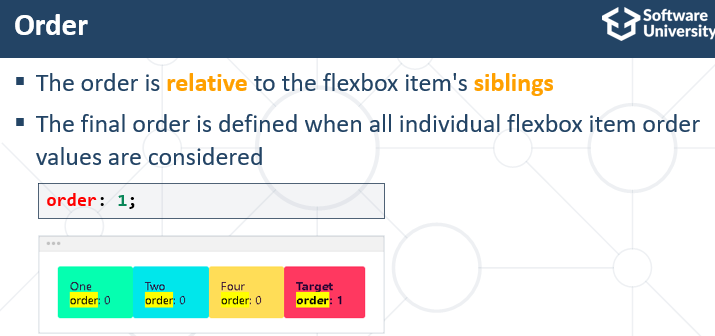 Order
Software
University
▪ The order is relative to the flexbox item's siblings
▪ The final order is defined when all individual flexbox item order
values are considered
order: 1;
One
order: 0
Two
order: 0
Four
order: 0
Target
order: 1